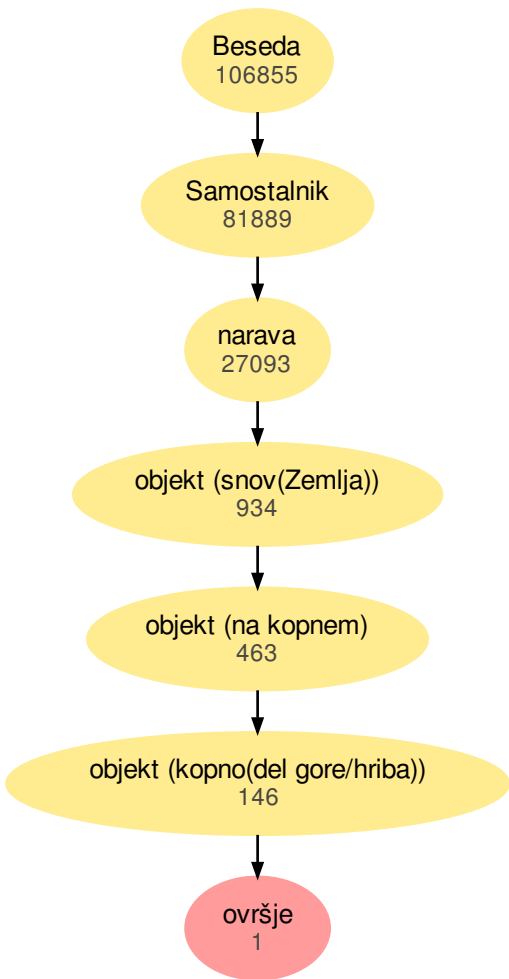 Beseda
106855
Samostalnik
81889
narava
27093
objekt (snov(Zemlja))
934
objekt (na kopnem)
463
objekt (kopno(del gore/hriba))
146
ovršje
1